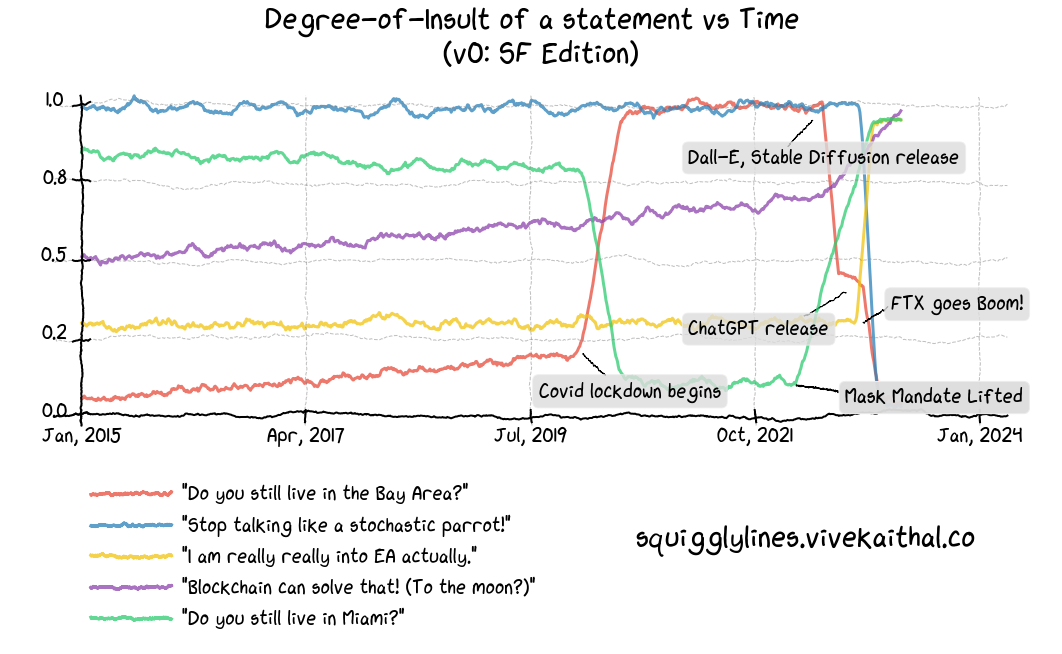 Degree-of-Insult of a statement vs Time
(v0: SF Edition)
1.0
Dall-E, Stable Diffusion release
0.8
0.5
FTX goes Boom!
ChatGPT release
0.2
Covid lockdown begins
Mask Mandate Lifted
0.0
Jan, 2015
Apr, 2017
Jul, 2019
Oct, 2021
Jan, 2024
"Do you still live in the Bay Area?"
"Stop talking like a stochastic parrot!"
"I am really really into EA actually."
"Blockchain can solve that! (To the moon?)"
"Do you still live in Miami?"
squigglylines.vivekaithal.co